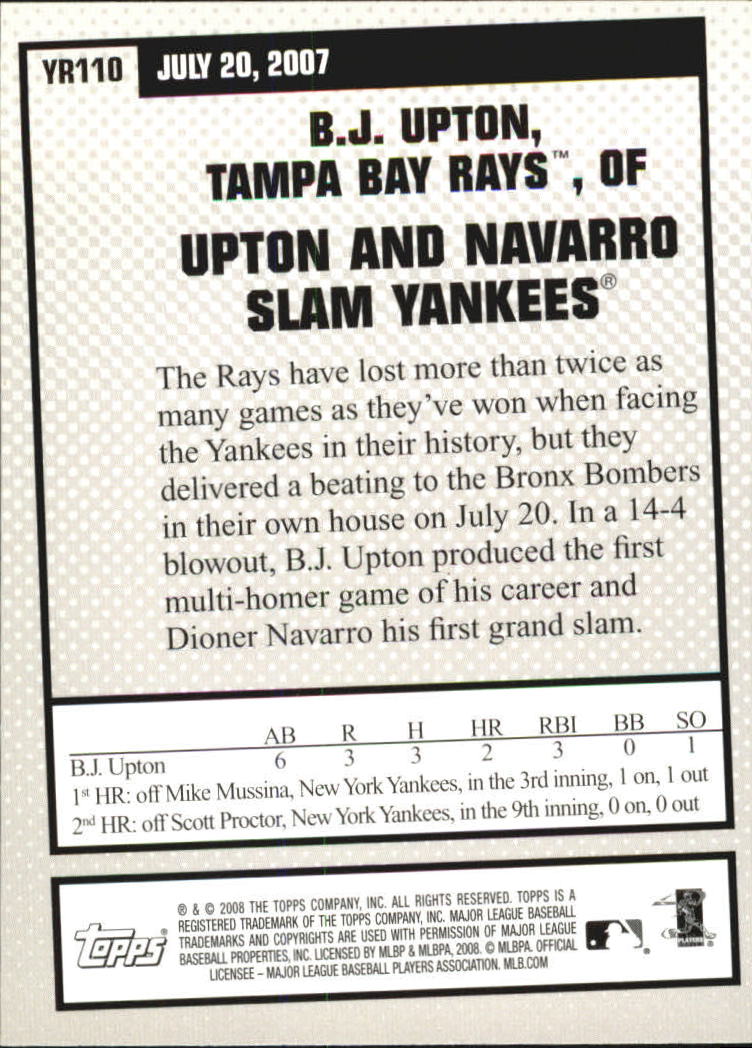 YR110 JULY 20, 2007
B.J. UPTON,
TAMPA BAY RAYS™, OF
UPTON AND NAVARRO
SLAM YANKEES®
The Rays have lost more than twice as
many games as they've won when facing
the Yankees in their history, but they
delivered a beating to the Bronx Bombers
in their own house on July 20. In a 14-4
blowout, B.J. Upton produced the first
multi-homer game of his career and
Dioner Navarro his first grand slam.
AB R H HR RBI BB SO
B.J. Upton 6 3 3 2 3 0 1
1st HR: off Mike Mussina, New York Yankees, in the 3rd inning, 1 on, 1 out
2nd HR: off Scott Proctor, New York Yankees, in the 9th inning, 0 on, 0 out
Topps®
® & © 2008 THE TOPPS COMPANY, INC. ALL RIGHTS RESERVED. TOPPS IS A
REGISTERED TRADEMARK OF THE TOPPS COMPANY, INC. MAJOR LEAGUE BASEBALL
TRADEMARKS AND COPYRIGHTS ARE USED WITH PERMISSION OF MAJOR LEAGUE
BASEBALL PROPERTIES, INC. LICENSED BY MLBP & MLBPA, 2008. © MLBPA. OFFICIAL
LICENSEE – MAJOR LEAGUE BASEBALL PLAYERS ASSOCIATION. MLB.COM
PLAYERS